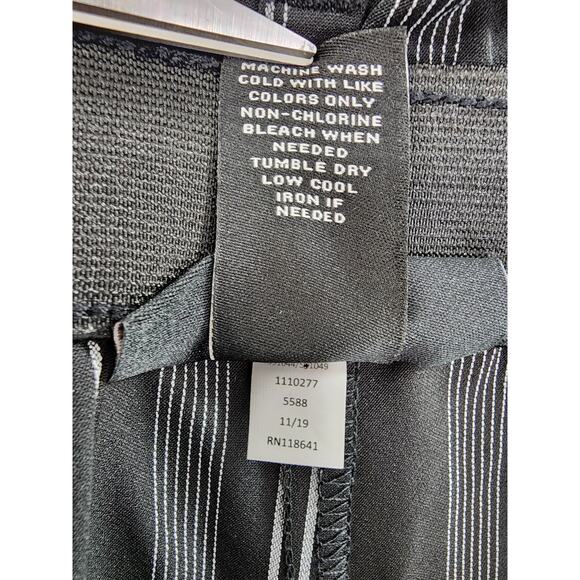 MACHINE WASH
COLD WITH LIKE
COLORS ONLY
NON-CHLORINE
BLEACH WHEN
NEEDED
TUMBLE DRY
LOW COOL
IRON IF
NEEDED
1110277
5588
11/19
RN118641